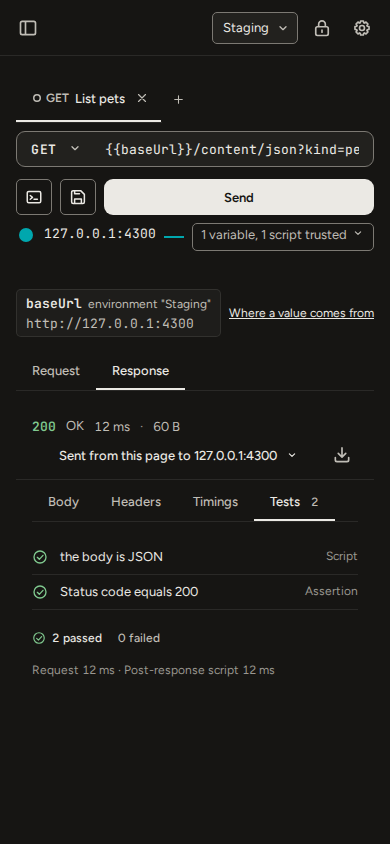 Staging
GET List pets
GET {{baseUrl}}/content/json?kind=pe
Send
127.0.0.1:4300 1 variable, 1 script trusted
baseUrl environment "Staging"
http://127.0.0.1:4300
Where a value comes from
Request Response
200 OK 12 ms · 60 B
Sent from this page to 127.0.0.1:4300
Body Headers Timings Tests 2
the body is JSON Script
Status code equals 200 Assertion
2 passed 0 failed
Request 12 ms · Post-response script 12 ms